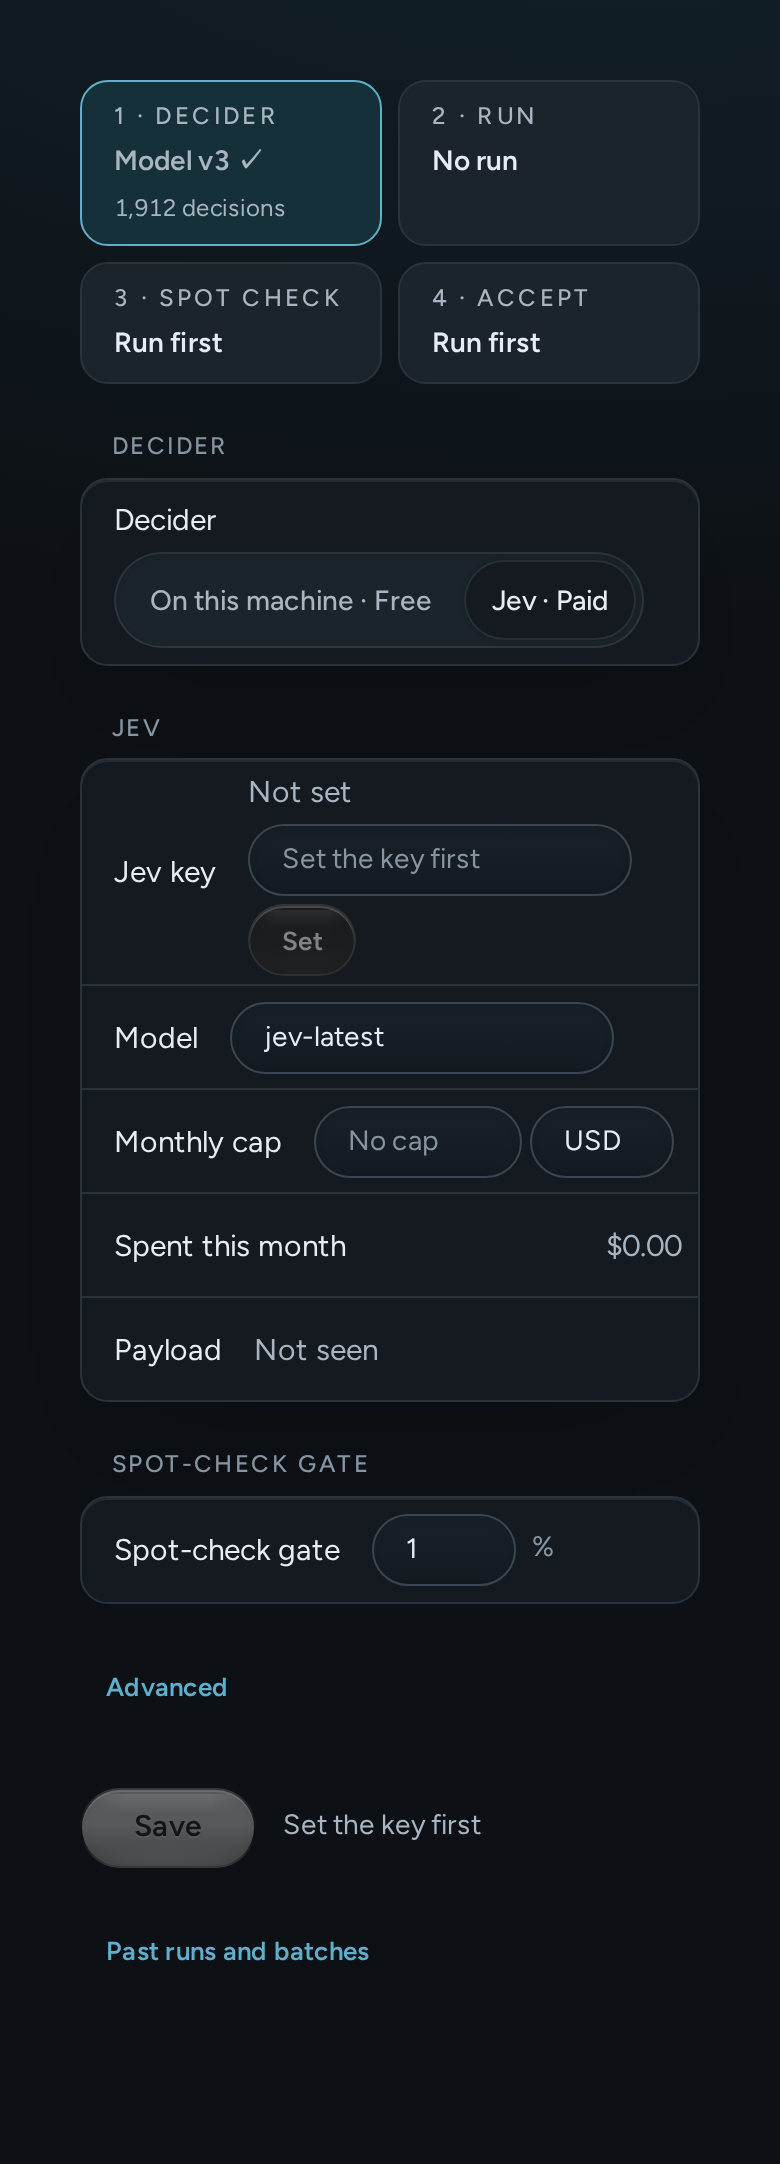 1 · DECIDER
Model v3 ✓
1,912 decisions
2 · RUN
No run
3 · SPOT CHECK
Run first
4 · ACCEPT
Run first
DECIDER
Decider
On this machine · Free
Jev · Paid
JEV
Not set
Jev key
Set the key first
Set
Model
jev-latest
Monthly cap
No cap
USD
Spent this month
$0.00
Payload
Not seen
SPOT-CHECK GATE
Spot-check gate
1
%
Advanced
Save
Set the key first
Past runs and batches